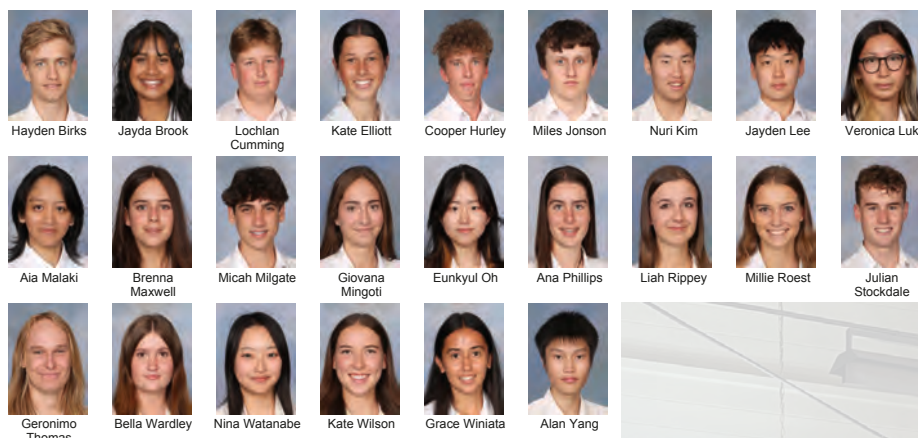 Hayden Birks
Jayda Brook
Lochlan
Cumming
Kate Elliott
Cooper Hurley
Miles Jonson
Nuri Kim
Jayden Lee
Veronica Luk
Aia Malaki
Brenna
Maxwell
Micah Milgate
Giovana
Mingoti
Eunkyul Oh
Ana Phillips
Liah Rippey
Millie Roest
Julian
Stockdale
Geronimo
Thomas
Bella Wardley
Nina Watanabe
Kate Wilson
Grace Winiata
Alan Yang